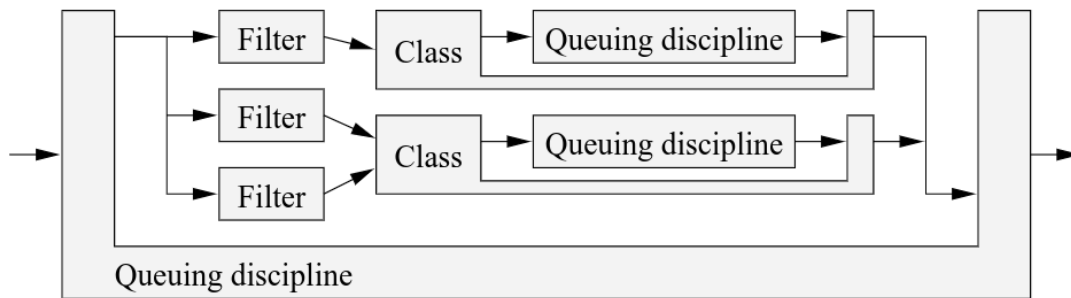 Filter
Class
Queuing discipline
Filter
Class
Queuing discipline
Filter
Queuing discipline